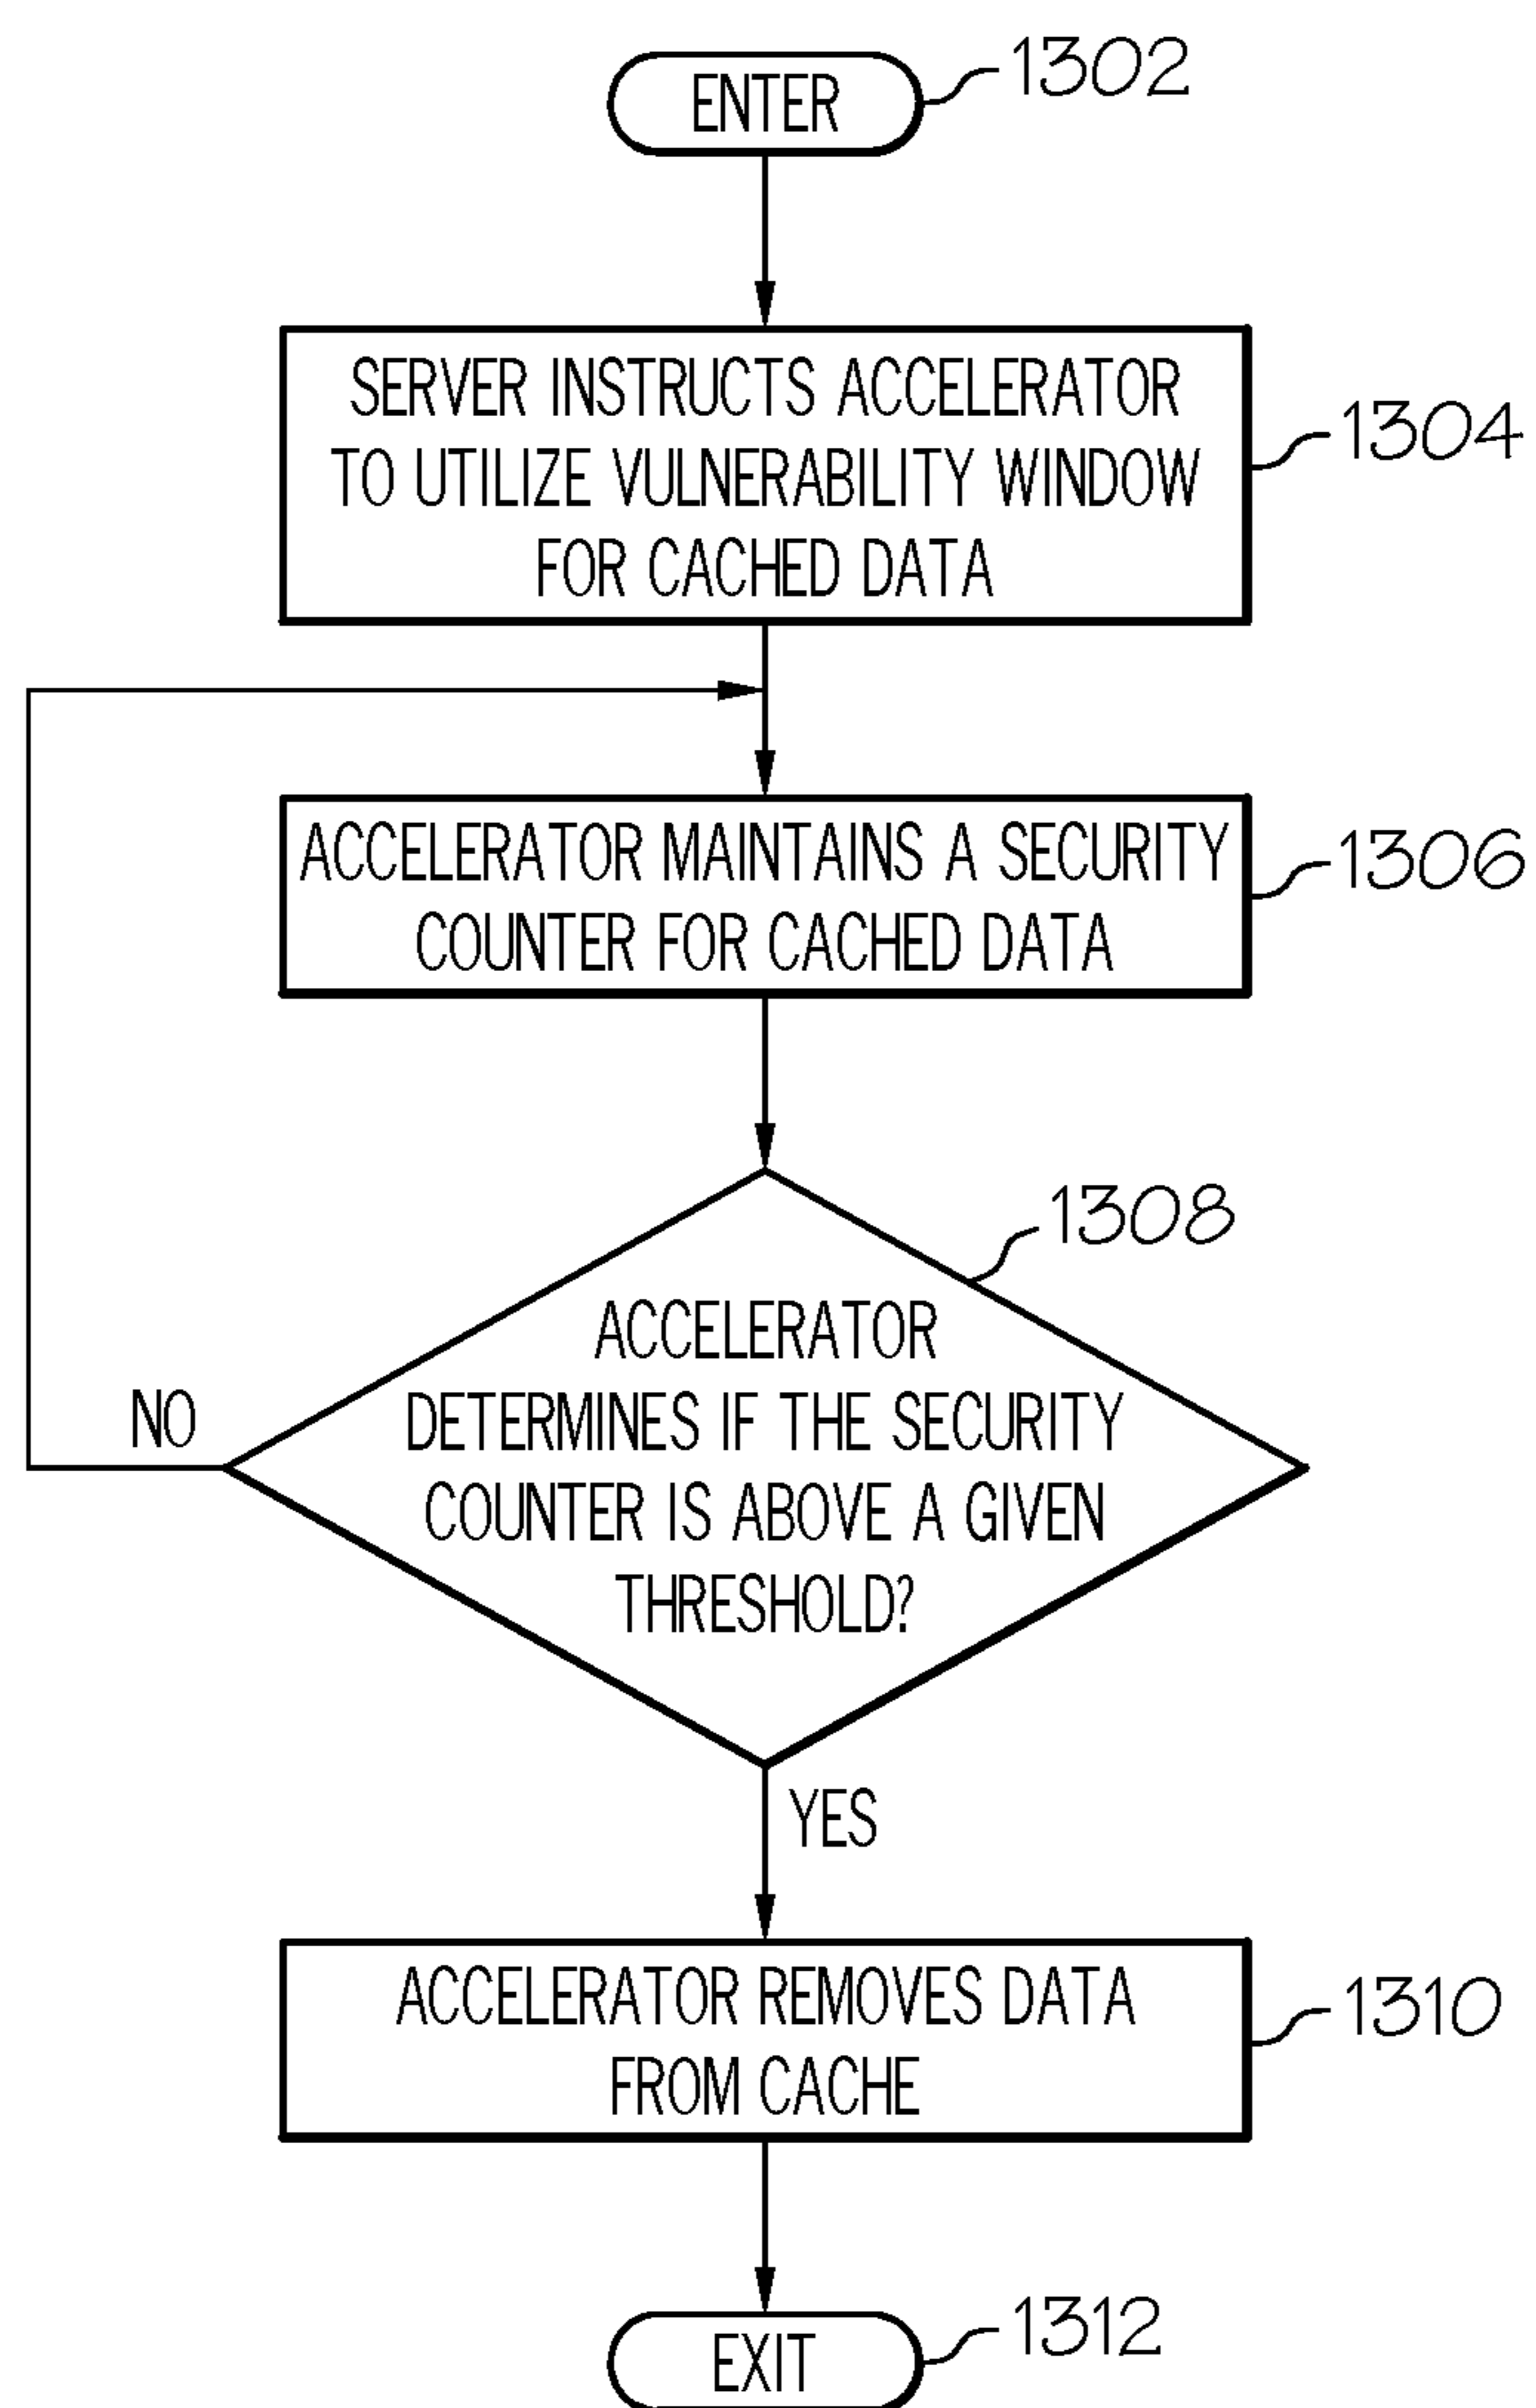 ENTER
1302
SERVER INSTRUCTS ACCELERATOR
TO UTILIZE VULNERABILITY WINDOW
FOR CACHED DATA
1304
ACCELERATOR MAINTAINS A SECURITY
COUNTER FOR CACHED DATA
1306
1308
ACCELERATOR
DETERMINES IF THE SECURITY
COUNTER IS ABOVE A GIVEN
THRESHOLD?
NO
YES
ACCELERATOR REMOVES DATA
FROM CACHE
1310
EXIT
1312